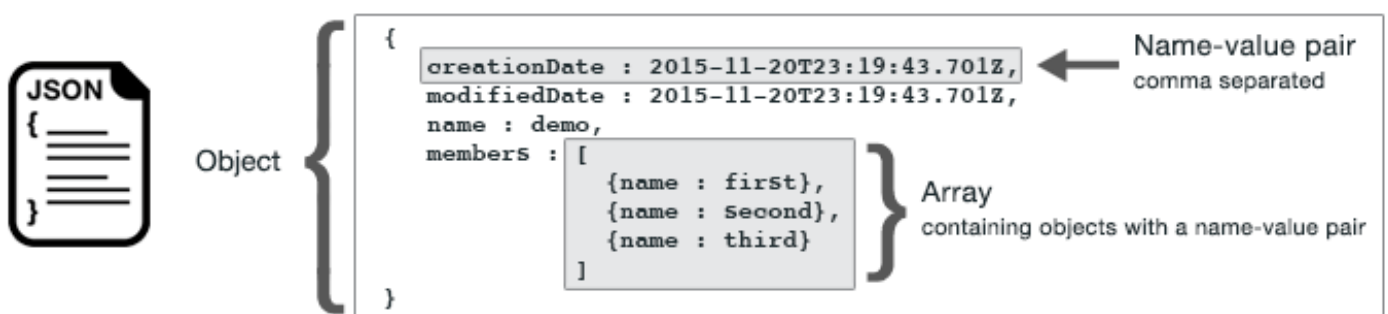 JSON
{
}
Object
{
creationDate : 2015-11-20T23:19:43.701Z,
modifiedDate : 2015-11-20T23:19:43.701Z,
name : demo,
members : [
{name : first},
{name : Second},
{name : third}
]
}
Name-value pair
comma separated
Array
containing objects with a name-value pair